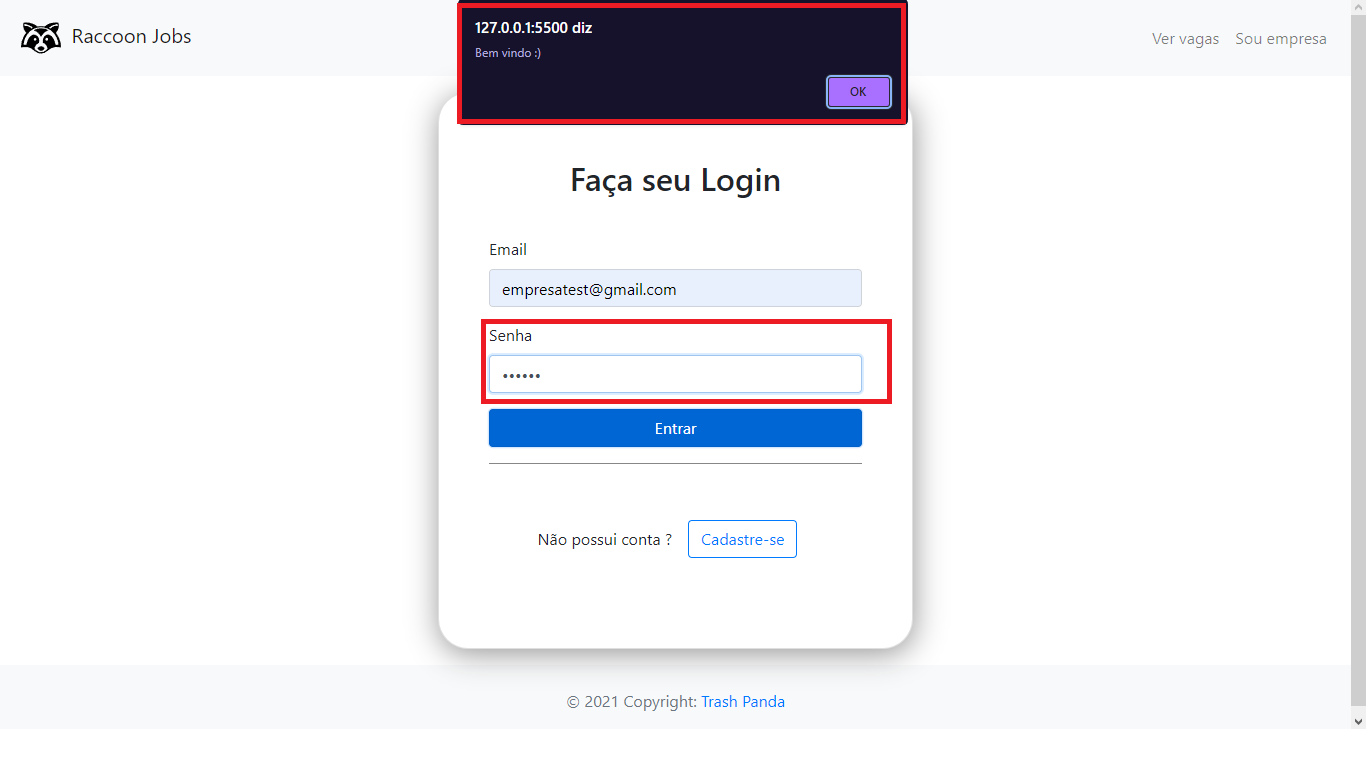 Raccoon Jobs
Ver vagas Sou empresa
127.0.0.1:5500 diz
Bem vindo :)
OK
Faça seu Login
Email
empresatest@gmail.com
Senha
••••••
Entrar
Não possui conta ? Cadastre-se
© 2021 Copyright: Trash Panda